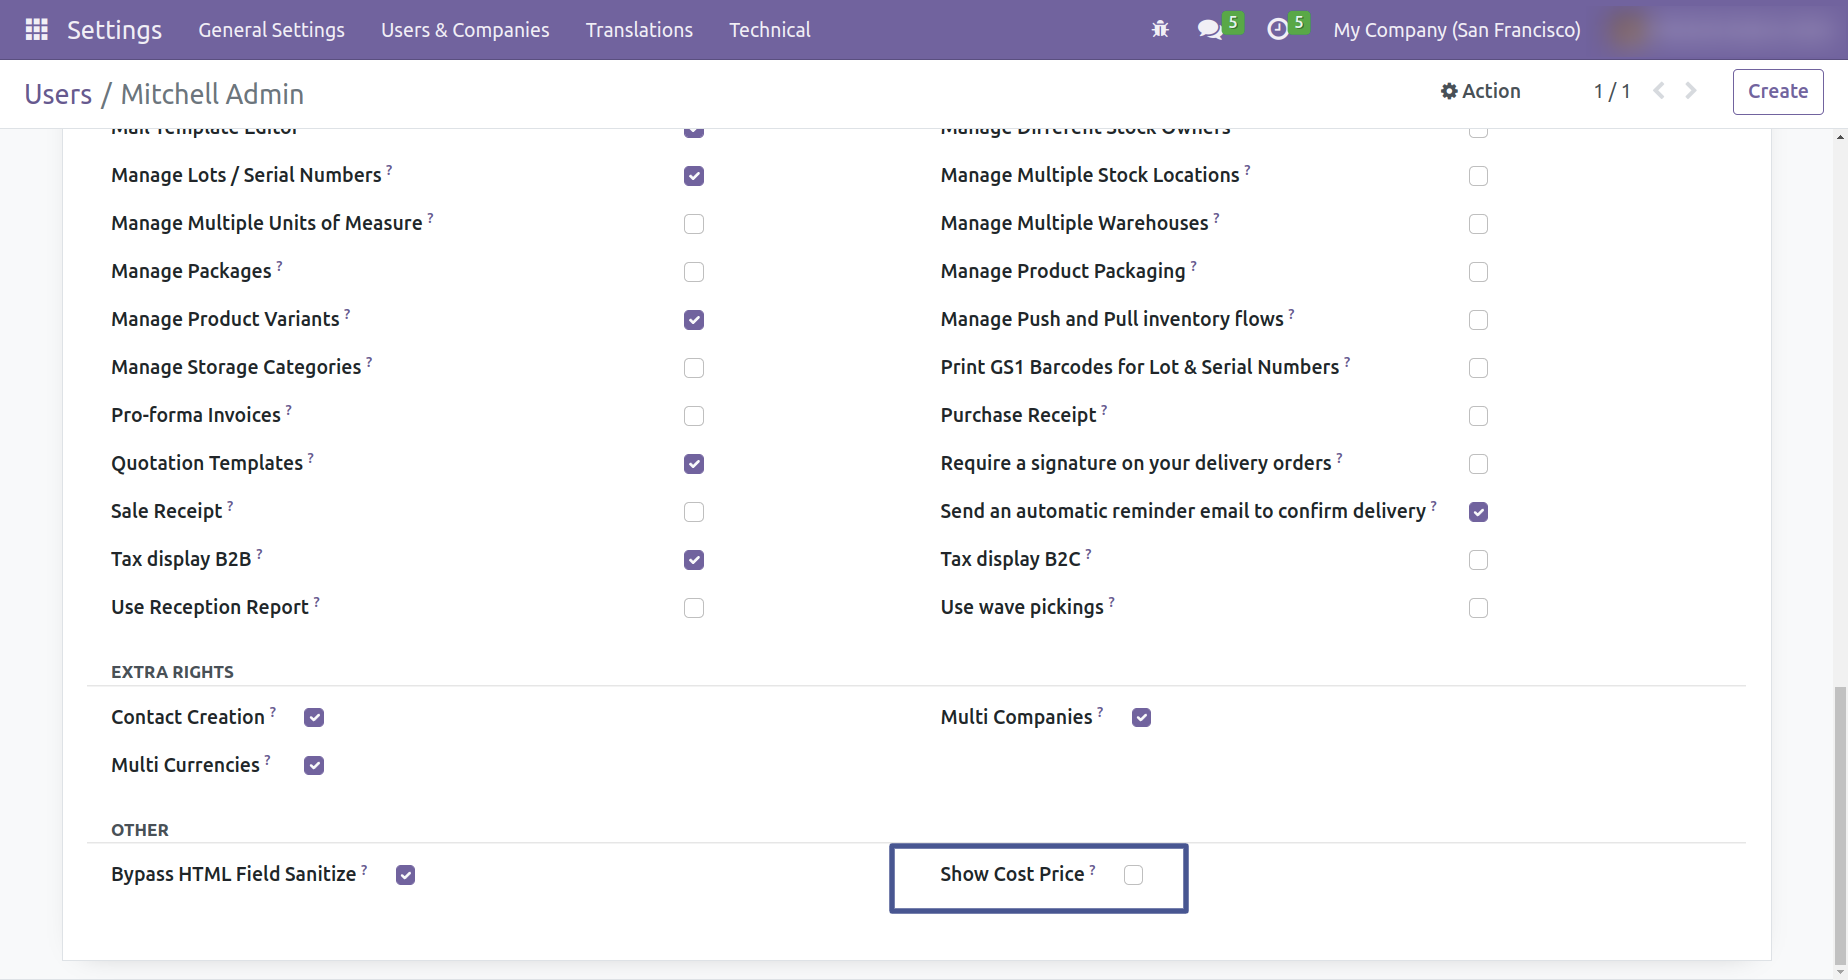 Settings General Settings Users & Companies Translations Technical 5 5 My Company (San Francisco)
Users / Mitchell Admin Action 1 / 1 Create
Mail Template Editor Manage Different Stock Owners
Manage Lots / Serial Numbers ? Manage Multiple Stock Locations ?
Manage Multiple Units of Measure ? Manage Multiple Warehouses ?
Manage Packages ? Manage Product Packaging ?
Manage Product Variants ? Manage Push and Pull inventory flows ?
Manage Storage Categories ? Print GS1 Barcodes for Lot & Serial Numbers ?
Pro-forma Invoices ? Purchase Receipt ?
Quotation Templates ? Require a signature on your delivery orders ?
Sale Receipt ? Send an automatic reminder email to confirm delivery ?
Tax display B2B ? Tax display B2C ?
Use Reception Report ? Use wave pickings ?
EXTRA RIGHTS
Contact Creation ? Multi Companies ?
Multi Currencies ?
OTHER
Bypass HTML Field Sanitize ? Show Cost Price ?